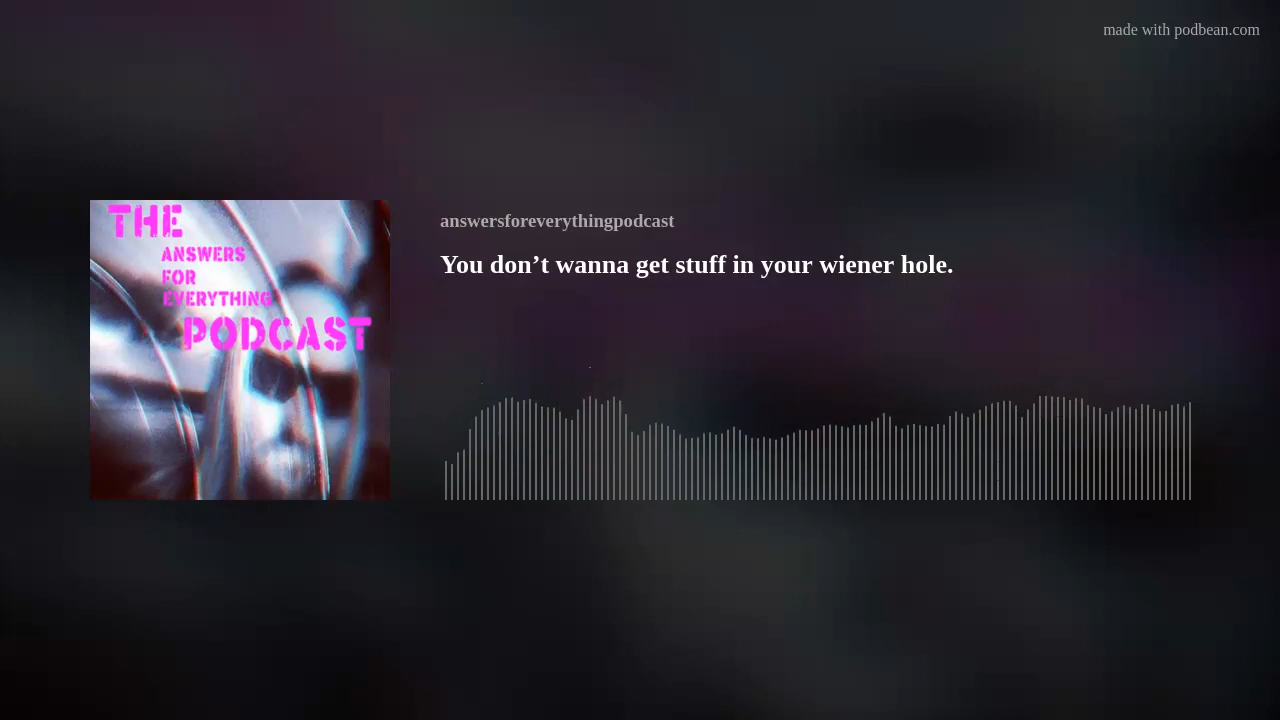 made with podbean.com
THE
ANSWERS
FOR
EVERYTHING
PODCAST
answersforeverythingpodcast
You don’t wanna get stuff in your wiener hole.